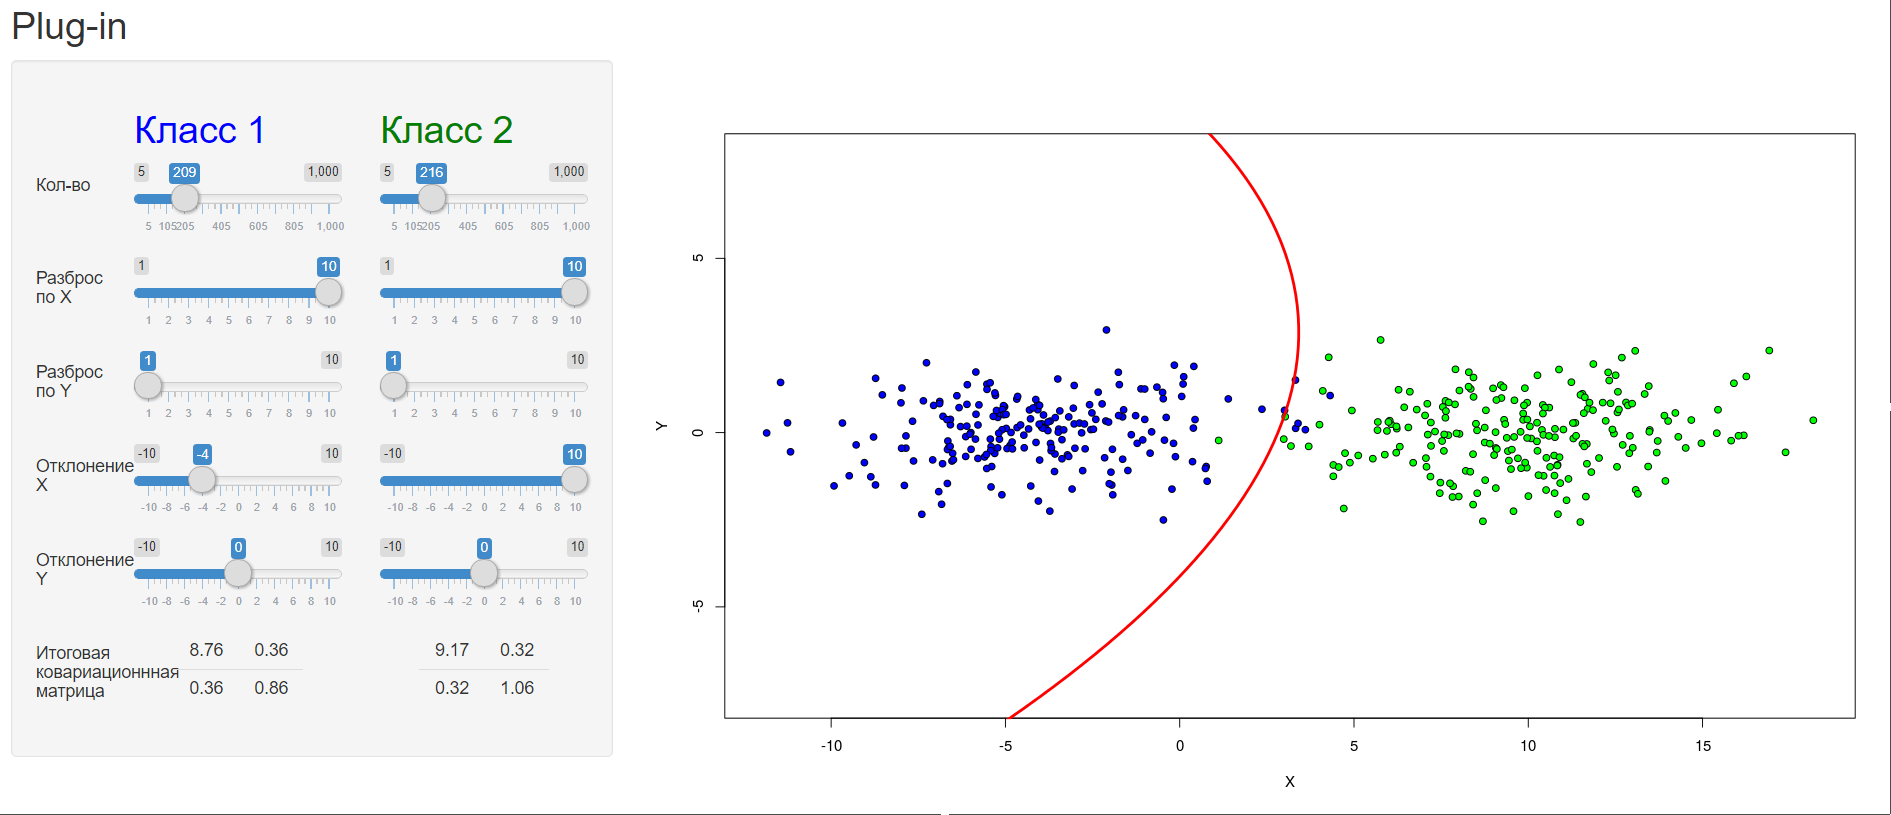 Plug-in
Класс 1 Класс 2
Кол-во
5 209 1,000
5 105205 405 605 805 1,000
5 216 1,000
5 105205 405 605 805 1,000
Разброс
по X
1 10
1 2 3 4 5 6 7 8 9 10
1 10
1 2 3 4 5 6 7 8 9 10
Разброс
по Y
1 10
1 2 3 4 5 6 7 8 9 10
1 10
1 2 3 4 5 6 7 8 9 10
Отклонение
X
-10 -4 10
-10 -8 -6 -4 -2 0 2 4 6 8 10
-10 10
-10 -8 -6 -4 -2 0 2 4 6 8 10
Отклонение
Y
-10 0 10
-10 -8 -6 -4 -2 0 2 4 6 8 10
-10 0 10
-10 -8 -6 -4 -2 0 2 4 6 8 10
Итоговая
ковариационнная
матрица
8.76 0.36
0.36 0.86
9.17 0.32
0.32 1.06
Y
5
0
-5
-10 -5 0 5 10 15
X